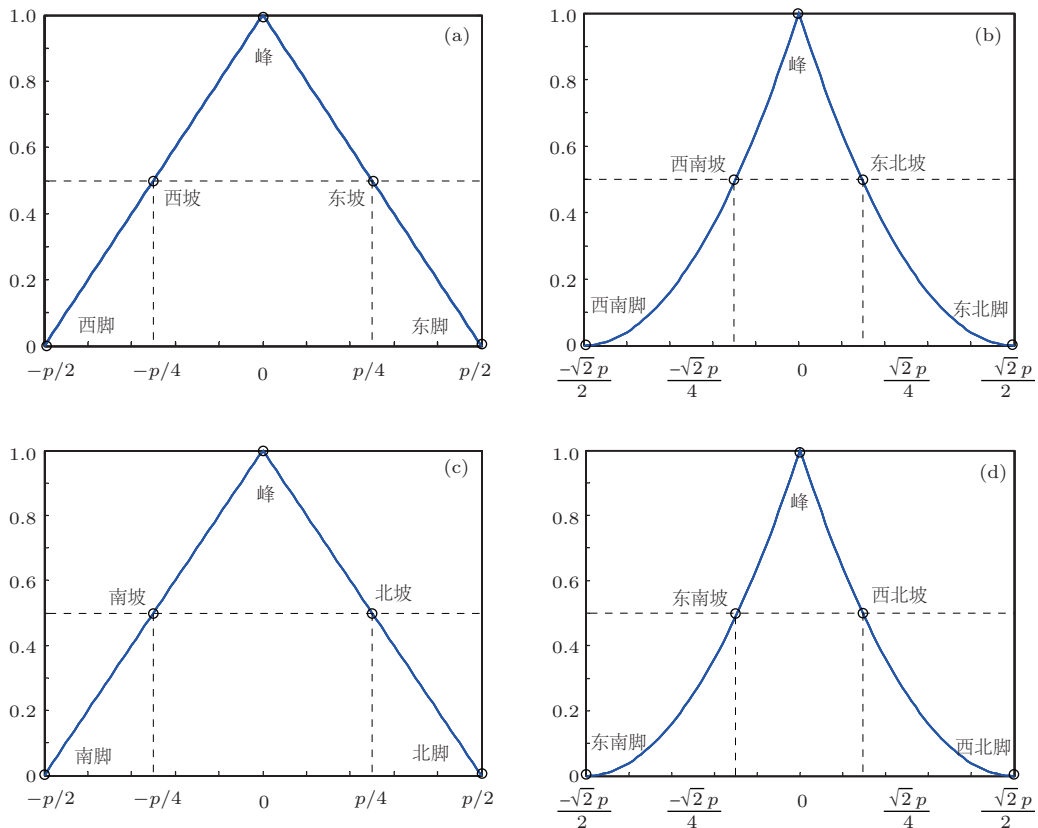 1.0
(a)
峰
0.8
0.6
西坡
东坡
0.4
0.2
西脚
东脚
0
−p/2
−p/4
0
p/4
p/2
1.0
(b)
峰
0.8
0.6
西南坡
东北坡
0.4
0.2
西南脚
东北脚
0
−√2 p/2
−√2 p/4
0
√2 p/4
√2 p/2
1.0
(c)
峰
0.8
0.6
南坡
北坡
0.4
0.2
南脚
北脚
0
−p/2
−p/4
0
p/4
p/2
1.0
(d)
峰
0.8
0.6
东南坡
西北坡
0.4
0.2
东南脚
西北脚
0
−√2 p/2
−√2 p/4
0
√2 p/4
√2 p/2